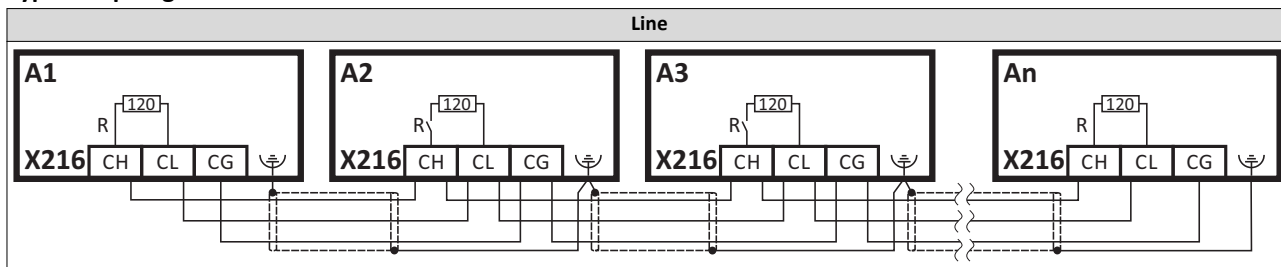 Line
A1 A2 A3 An
120 120 120 120
R R R R
X216 CH CL CG X216 CH CL CG X216 CH CL CG X216 CH CL CG